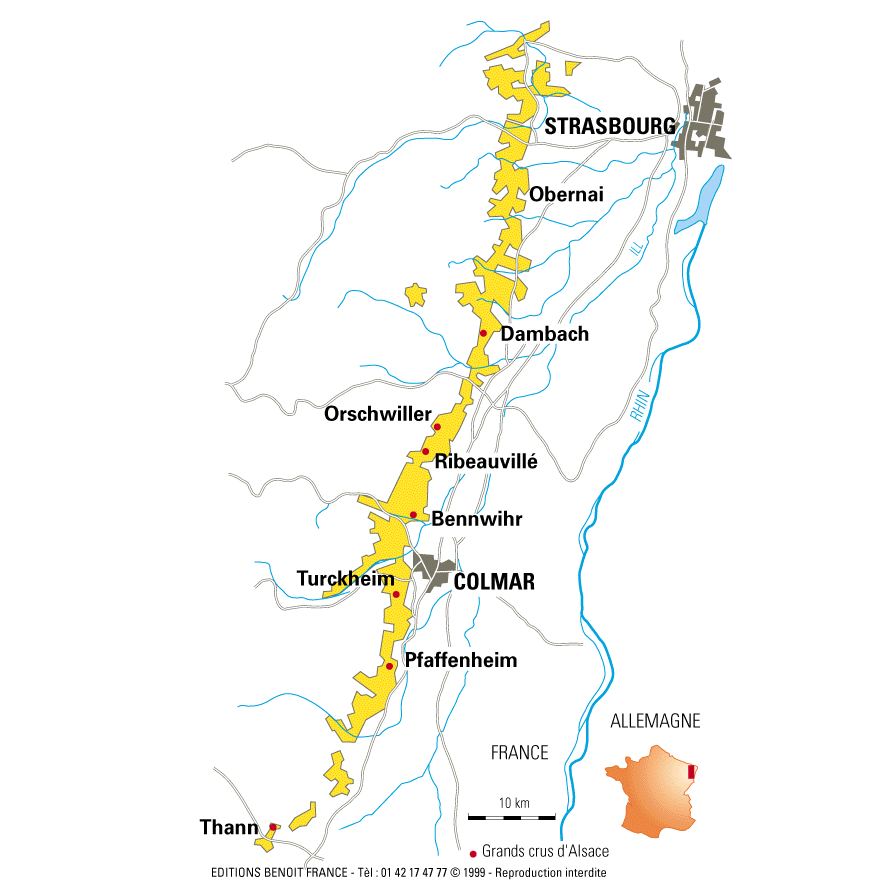 STRASBOURG
Obernai
ILL
Dambach
RHIN
Orschwiller
Ribeauvillé
Bennwihr
Turckheim
COLMAR
Pfaffenheim
ALLEMAGNE
FRANCE
10 km
Thann
Grands crus d'Alsace
EDITIONS BENOIT FRANCE - Tèl : 01 42 17 47 77 © 1999 - Reproduction interdite